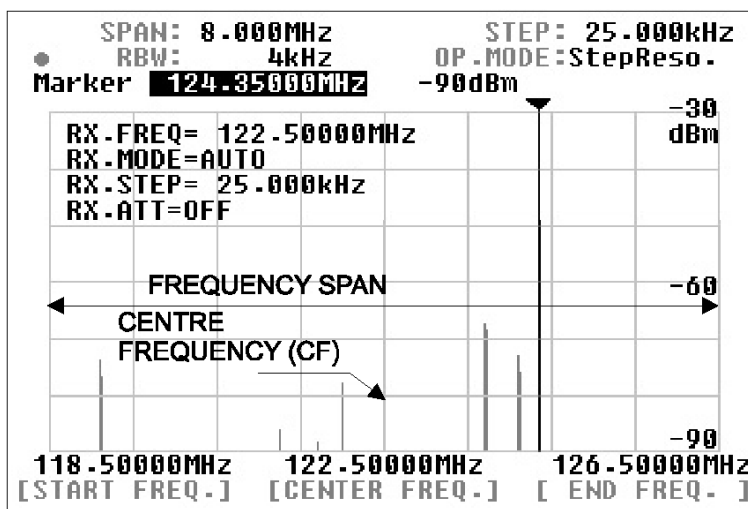 SPAN: 8.000MHz STEP: 25.000kHz
RBW: 4kHz OP.MODE:StepReso.
Marker 124.35000MHz -90dBm
-30
dBm
RX.FREQ= 122.50000MHz
RX.MODE=AUTO
RX.STEP= 25.000kHz
RX.ATT=OFF
FREQUENCY SPAN
-60
CENTRE
FREQUENCY (CF)
-90
118.50000MHz 122.50000MHz 126.50000MHz
[START FREQ.] [CENTER FREQ.] [ END FREQ. ]